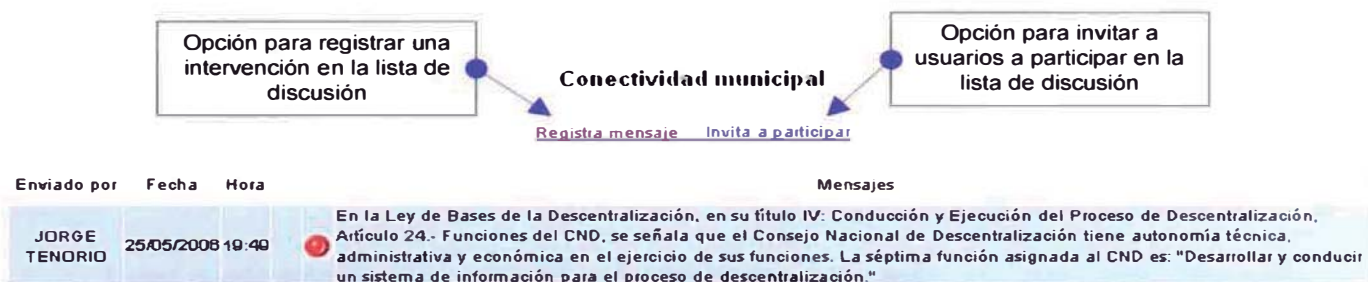 Opción para registrar una
intervención en la lista de
discusión
Opción para invitar a
usuarios a participar en la
lista de discusión
Conectividad municipal
Registra mensaje Invita a participar
Enviado por Fecha Hora Mensajes
JORGE TENORIO 25/05/2008 19:40
En la Ley de Bases de la Descentralización, en su título IV: Conducción y Ejecución del Proceso de Descentralización,
Artículo 24.- Funciones del CND, se señala que el Consejo Nacional de Descentralización tiene autonomía técnica,
administrativa y económica en el ejercicio de sus funciones. La séptima función asignada al CND es: "Desarrollar y conducir
un sistema de información para el proceso de descentralización."